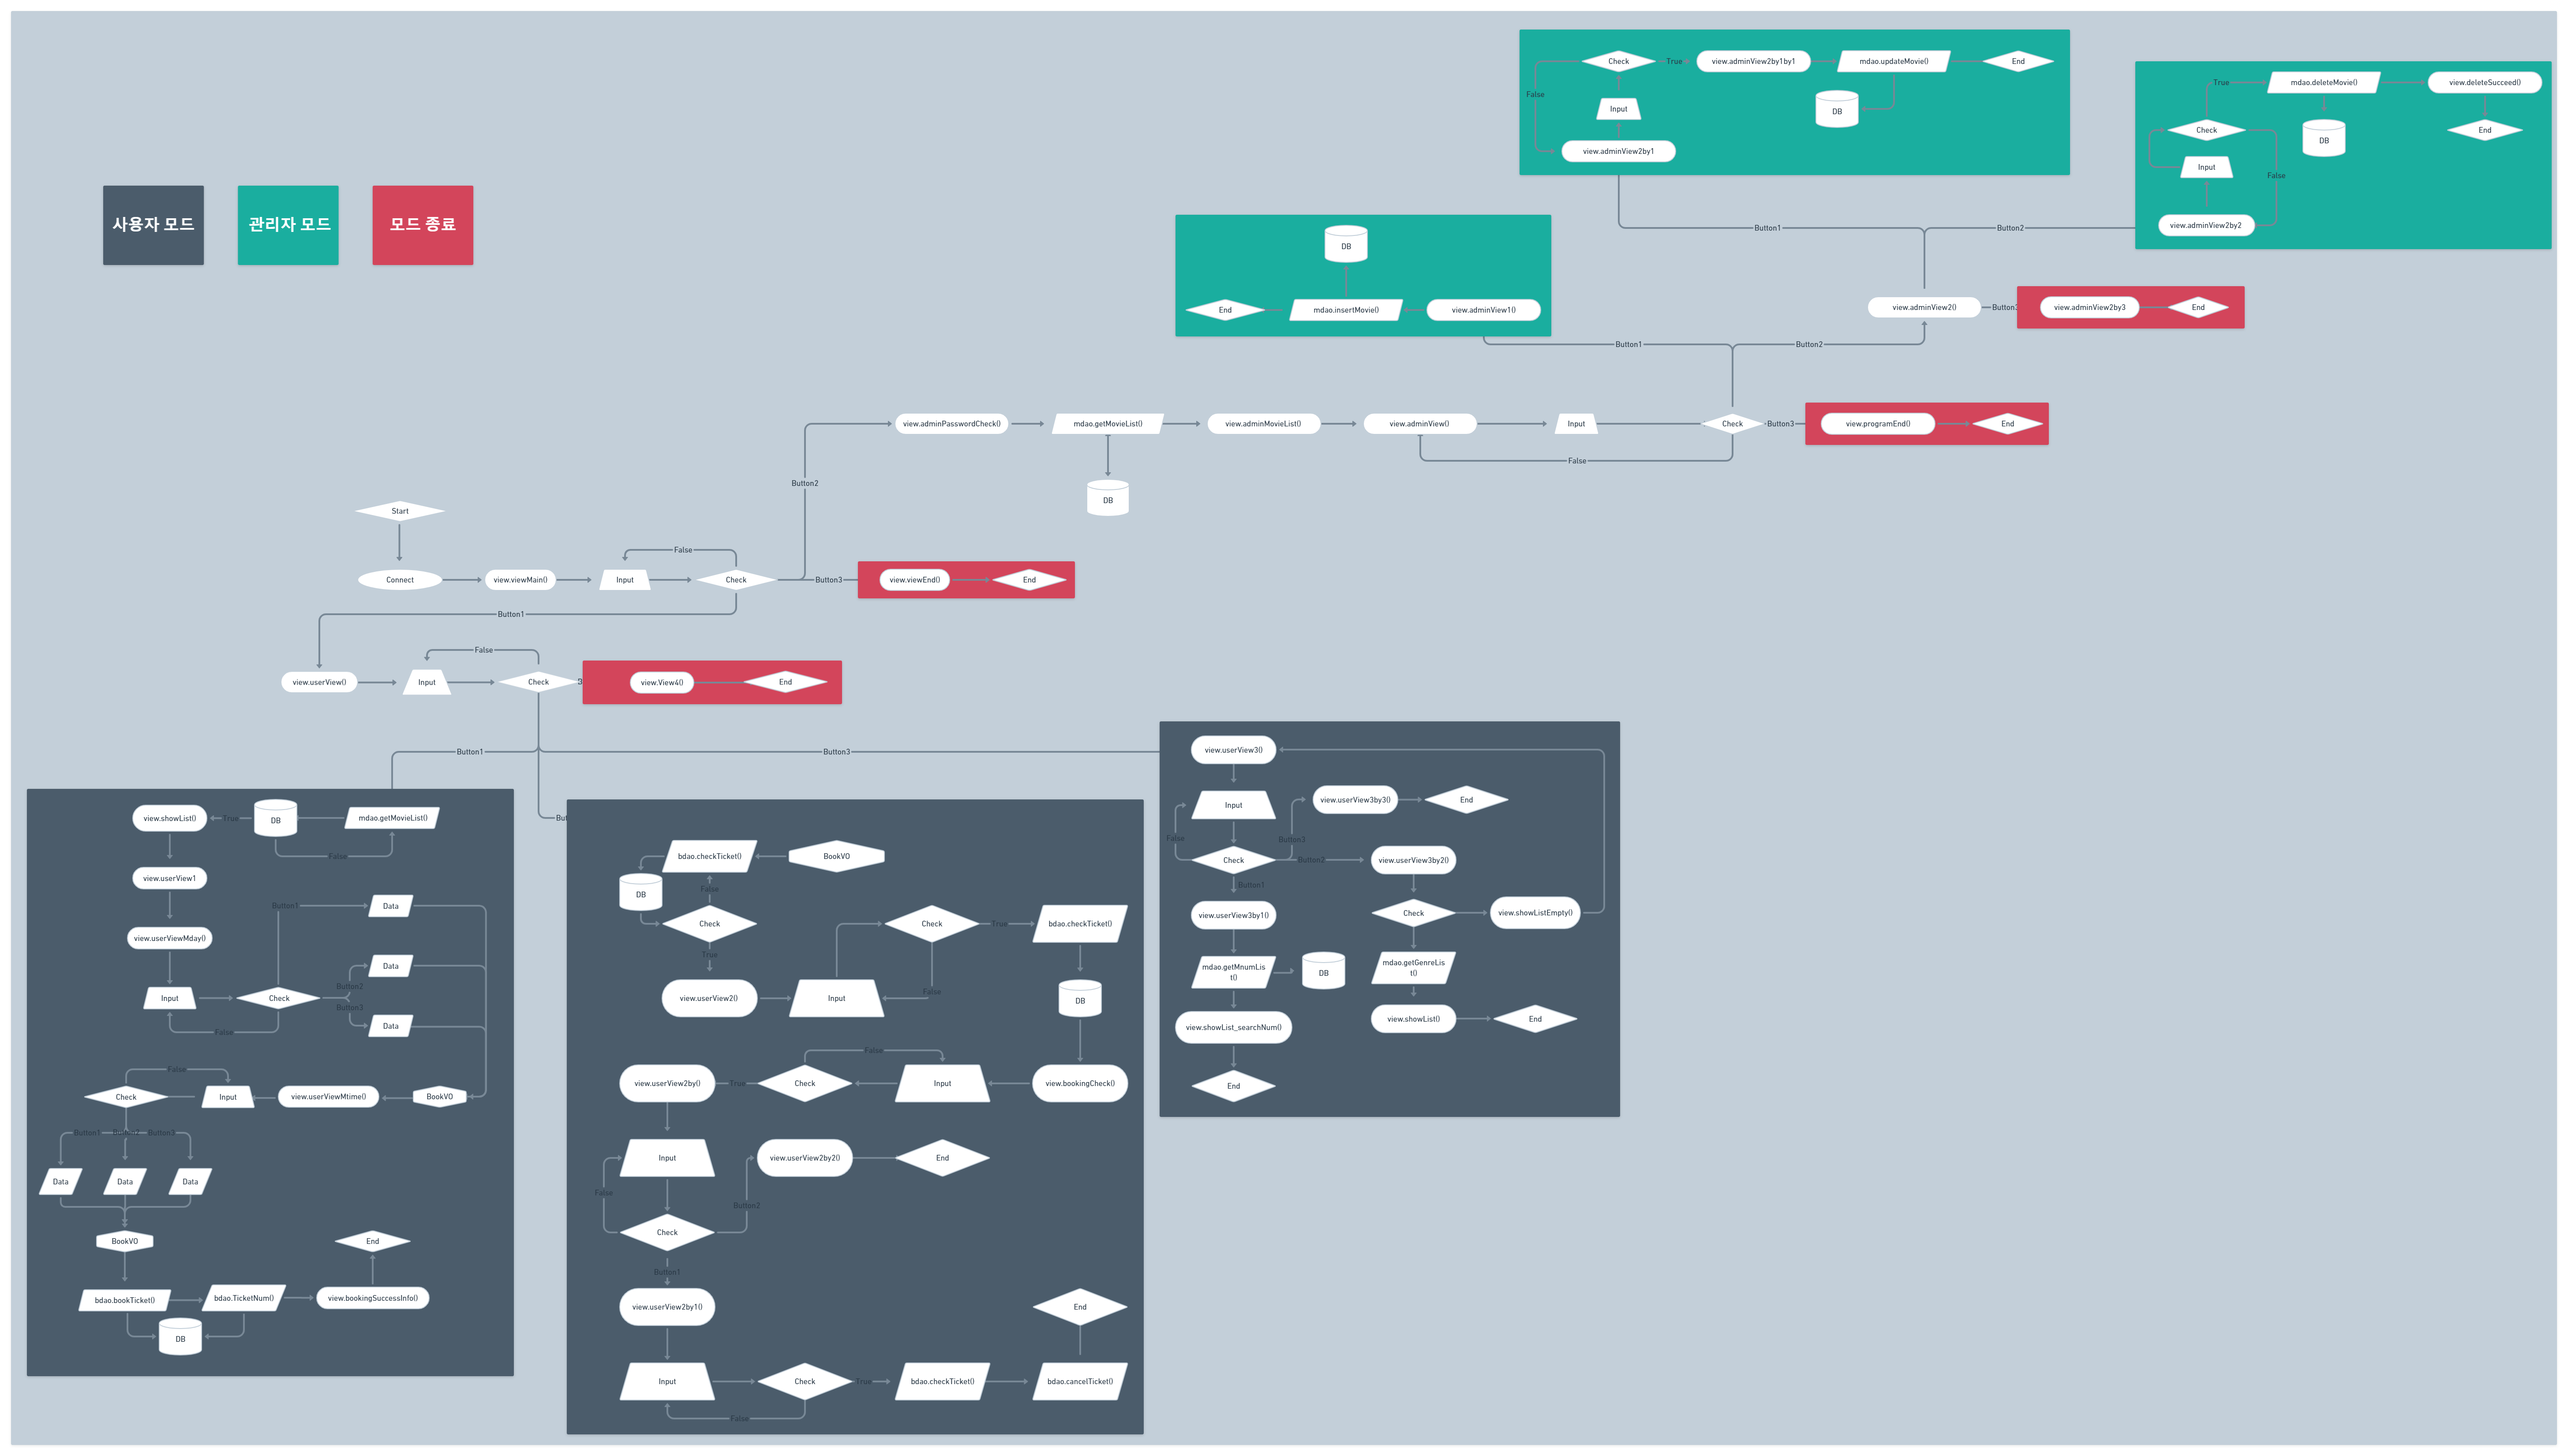 사용자 모드
관리자 모드
모드 종료
Check
True
view.adminView2by1by1
mdao.updateMovie()
End
False
Input
DB
view.adminView2by1
True
mdao.deleteMovie()
view.deleteSucceed()
Check
DB
End
Input
False
view.adminView2by2
Button1
Button2
DB
End
mdao.insertMovie()
view.adminView1()
view.adminView2()
Button3
view.adminView2by3
End
Button1
Button2
view.adminPasswordCheck()
mdao.getMovieList()
view.adminMovieList()
view.adminView()
Input
Check
Button3
view.programEnd()
End
False
Button2
DB
Start
False
Connect
view.viewMain()
Input
Check
Button3
view.viewEnd()
End
Button1
False
view.userView()
Input
Check
3
view.View4()
End
Button1
Button3
view.showList()
True
DB
mdao.getMovieList()
False
view.userView1
Button1
Data
view.userViewMday()
Data
Button2
Input
Check
Button3
Data
False
False
Check
Input
view.userViewMtime()
BookVO
Button1
Button2
Button3
Data
Data
Data
BookVO
End
bdao.bookTicket()
bdao.TicketNum()
view.bookingSuccessInfo()
DB
But
bdao.checkTicket()
BookVO
DB
False
Check
Check
True
bdao.checkTicket()
True
view.userView2()
Input
False
DB
False
view.userView2by()
True
Check
Input
view.bookingCheck()
Input
view.userView2by2()
End
False
Button2
Check
Button1
view.userView2by1()
End
Input
Check
True
bdao.checkTicket()
bdao.cancelTicket()
False
view.userView3()
Input
view.userView3by3()
End
False
Button3
Check
Button2
view.userView3by2()
Button1
view.userView3by1()
Check
view.showListEmpty()
mdao.getMnumLis
t()
DB
mdao.getGenreLis
t()
view.showList_searchNum()
view.showList()
End
End